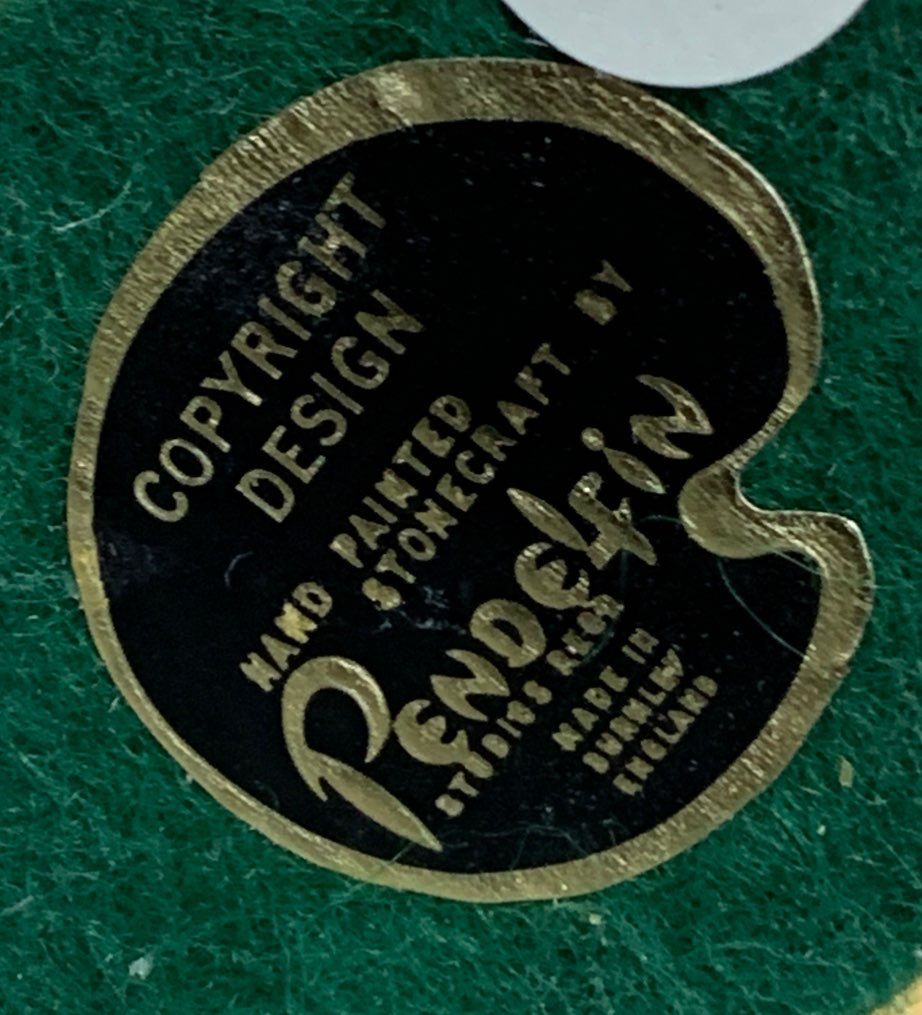 COPYRIGHT
DESIGN
HAND PAINTED
STONECRAFT BY
PENDELFIN
STUDIOS REGD
MADE IN
BURNLEY
ENGLAND